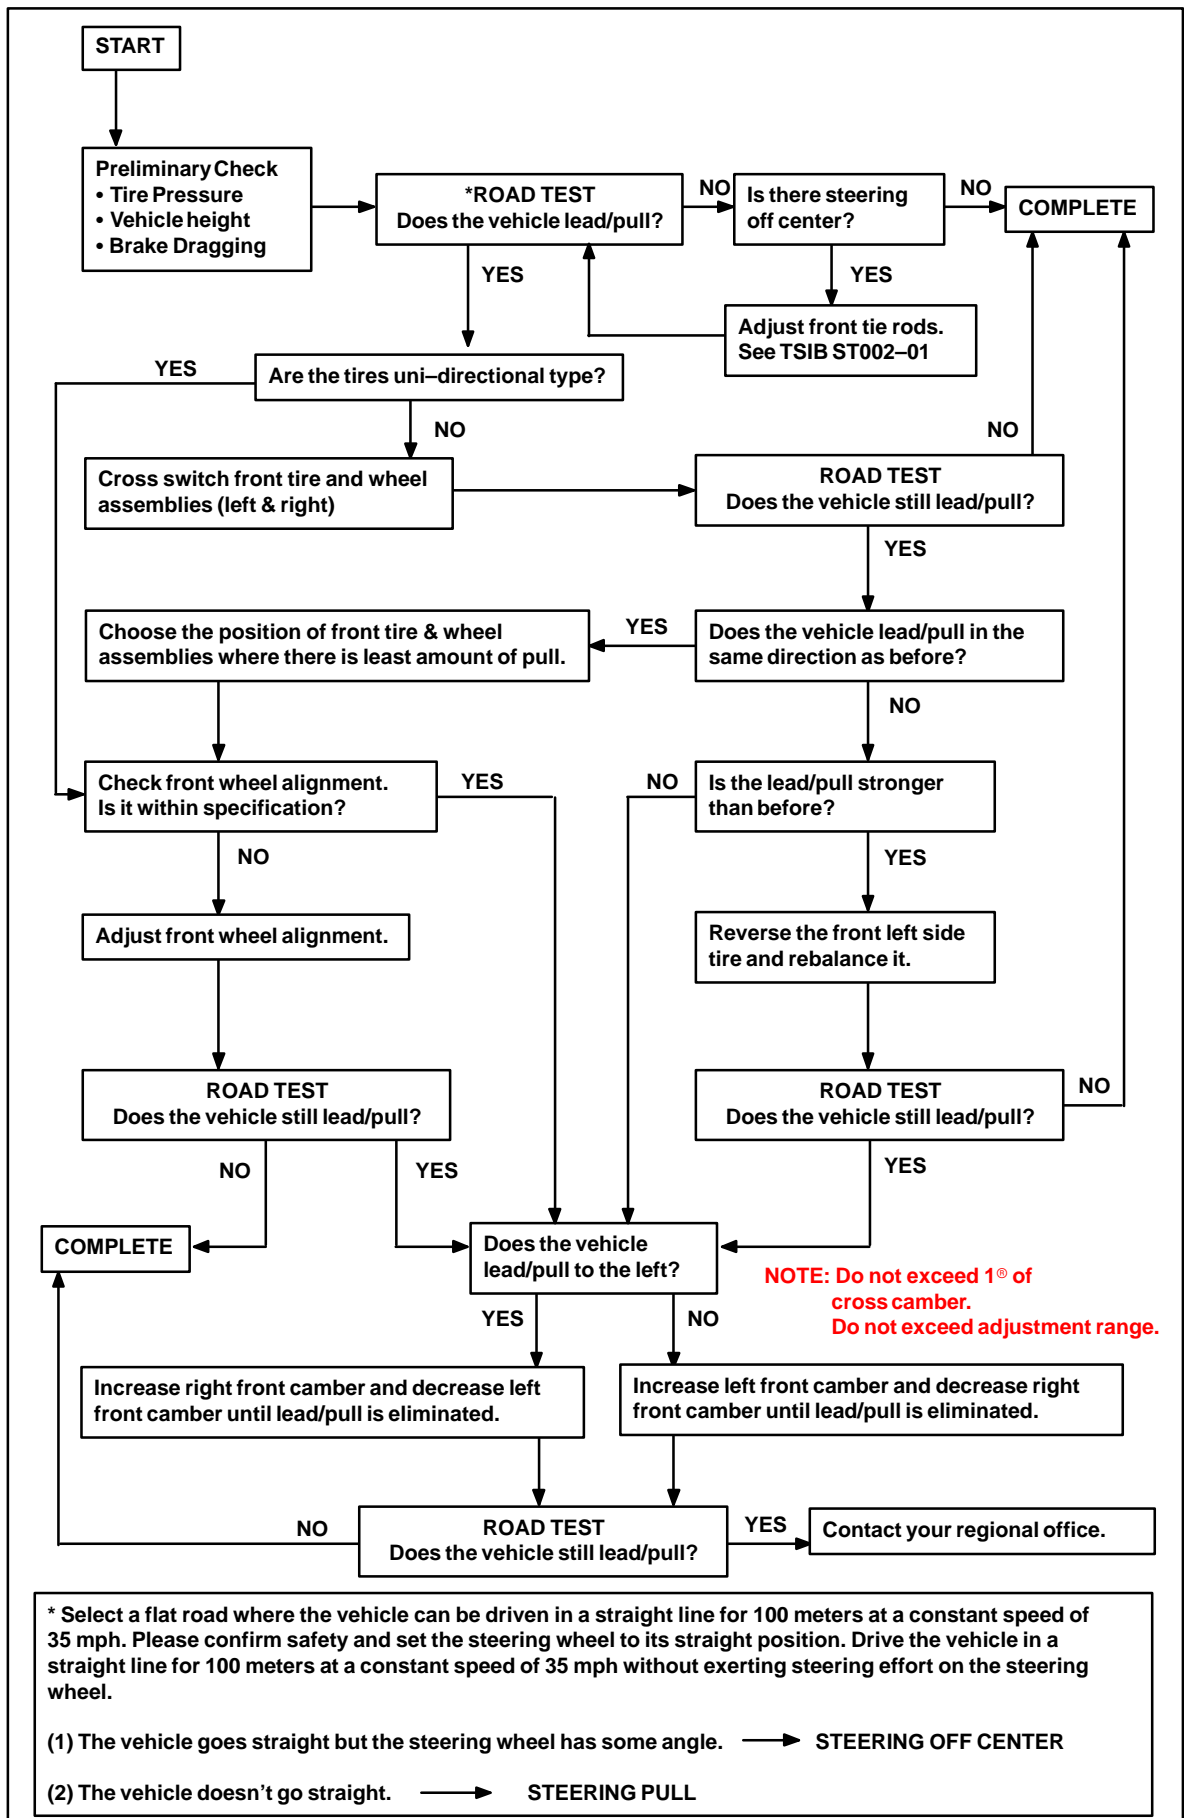 START
Preliminary Check
• Tire Pressure
• Vehicle height
• Brake Dragging
*ROAD TEST
Does the vehicle lead/pull?
NO
Is there steering
off center?
NO
COMPLETE
YES
YES
Adjust front tie rods.
See TSIB ST002–01
YES
Are the tires uni–directional type?
NO
NO
Cross switch front tire and wheel
assemblies (left & right)
ROAD TEST
Does the vehicle still lead/pull?
YES
Choose the position of front tire & wheel
assemblies where there is least amount of pull.
YES
Does the vehicle lead/pull in the
same direction as before?
NO
Check front wheel alignment.
Is it within specification?
YES
NO
Is the lead/pull stronger
than before?
NO
YES
Adjust front wheel alignment.
Reverse the front left side
tire and rebalance it.
ROAD TEST
Does the vehicle still lead/pull?
ROAD TEST
Does the vehicle still lead/pull?
NO
NO
YES
YES
COMPLETE
Does the vehicle
lead/pull to the left?
NOTE: Do not exceed 1® of
cross camber.
Do not exceed adjustment range.
YES
NO
Increase right front camber and decrease left
front camber until lead/pull is eliminated.
Increase left front camber and decrease right
front camber until lead/pull is eliminated.
NO
ROAD TEST
Does the vehicle still lead/pull?
YES
Contact your regional office.
* Select a flat road where the vehicle can be driven in a straight line for 100 meters at a constant speed of
35 mph. Please confirm safety and set the steering wheel to its straight position. Drive the vehicle in a
straight line for 100 meters at a constant speed of 35 mph without exerting steering effort on the steering
wheel.
(1) The vehicle goes straight but the steering wheel has some angle. STEERING OFF CENTER
(2) The vehicle doesn't go straight. STEERING PULL